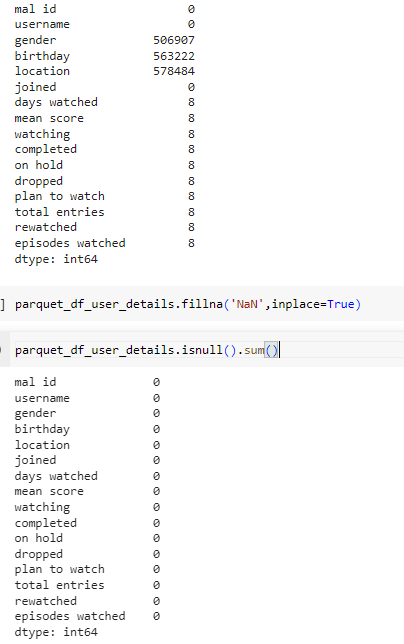 mal id 0
username 0
gender 506907
birthday 563222
location 578484
joined 0
days watched 8
mean score 8
watching 8
completed 8
on hold 8
dropped 8
plan to watch 8
total entries 8
rewatched 8
episodes watched 8
dtype: int64
] parquet_df_user_details.fillna('NaN',inplace=True)
parquet_df_user_details.isnull().sum()
mal id 0
username 0
gender 0
birthday 0
location 0
joined 0
days watched 0
mean score 0
watching 0
completed 0
on hold 0
dropped 0
plan to watch 0
total entries 0
rewatched 0
episodes watched 0
dtype: int64